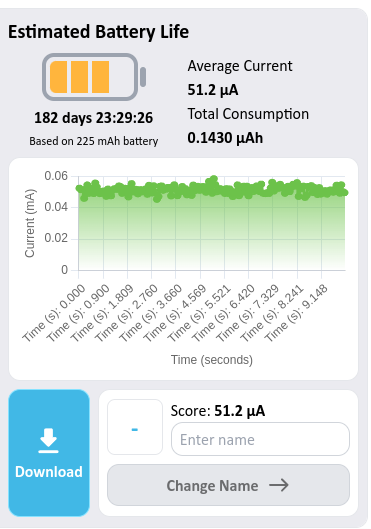 Estimated Battery Life
182 days 23:29:26
Based on 225 mAh battery
Average Current
51.2 µA
Total Consumption
0.1430 µAh
Current (mA)
0.06
0.04
0.02
0
Time (s): 0.000
Time (s): 0.900
Time (s): 1.809
Time (s): 2.760
Time (s): 3.660
Time (s): 4.569
Time (s): 5.521
Time (s): 6.420
Time (s): 7.329
Time (s): 8.241
Time (s): 9.148
Time (seconds)
Download
-
Score: 51.2 µA
Enter name
Change Name →